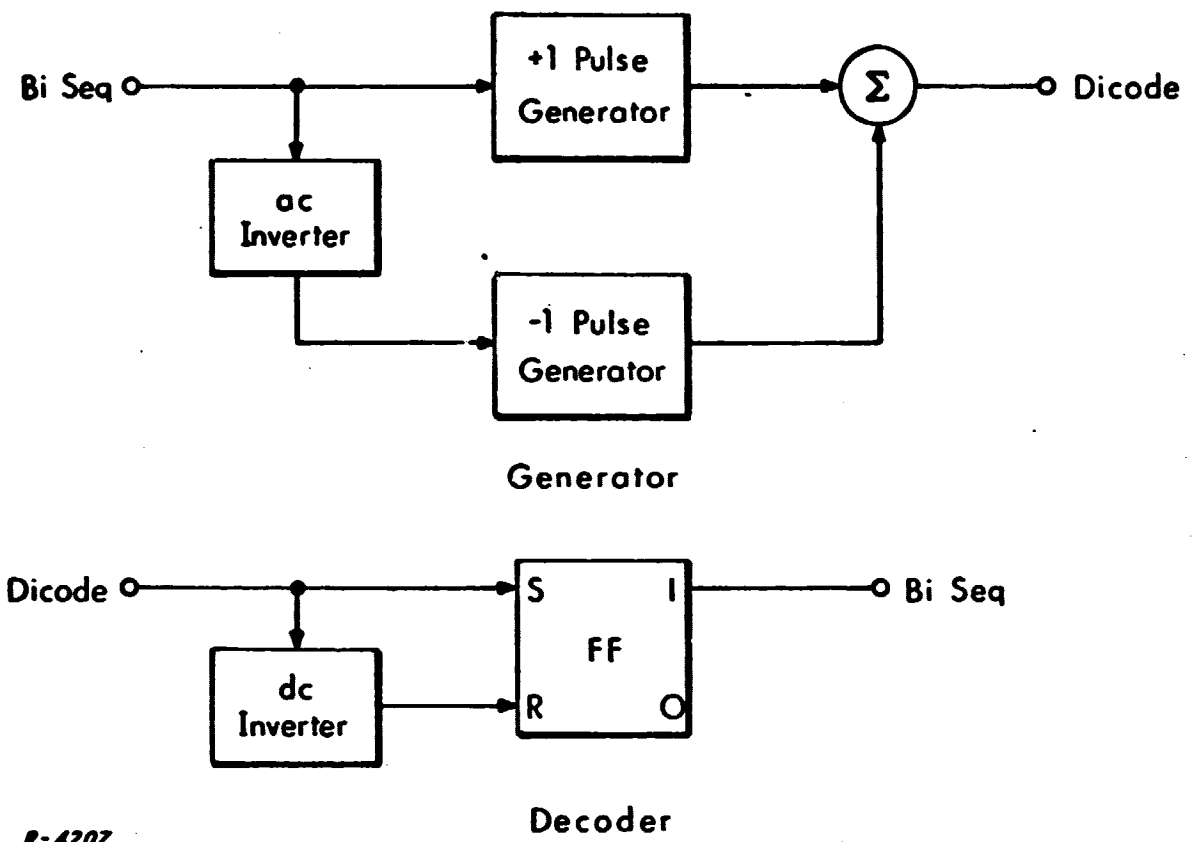 Bi Seq
+1 Pulse
Generator
Σ
Dicode
ac
Inverter
-1 Pulse
Generator
Generator
Dicode
S
1
FF
R
O
Bi Seq
dc
Inverter
Decoder